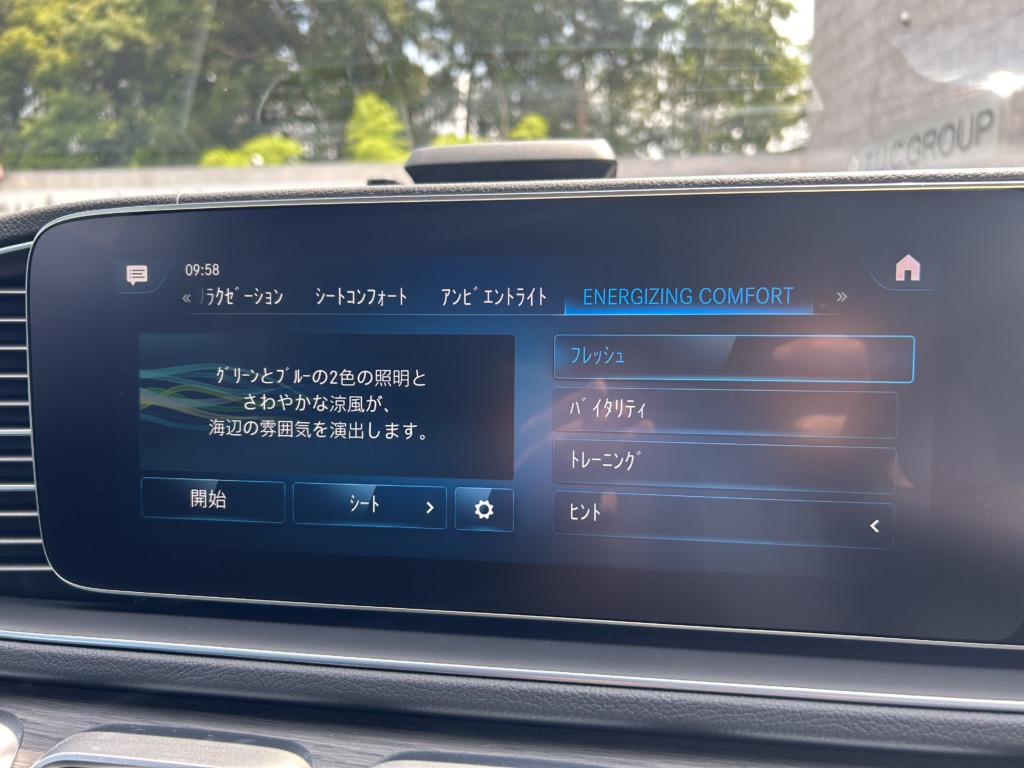 C GROUP
09:58
« ﾗｸｾﾞｰｼｮﾝ ｼｰﾄｺﾝﾌｫｰﾄ ｱﾝﾋﾞｴﾝﾄﾗｲﾄ ENERGIZING COMFORT »
ｸﾞﾘｰﾝとﾌﾞﾙｰの2色の照明と
さわやかな涼風が、
海辺の雰囲気を演出します。
開始 ｼｰﾄ >
ﾌﾚｯｼｭ
ﾊﾞｲﾀﾘﾃｨ
ﾄﾚｰﾆﾝｸﾞ
ﾋﾝﾄ <